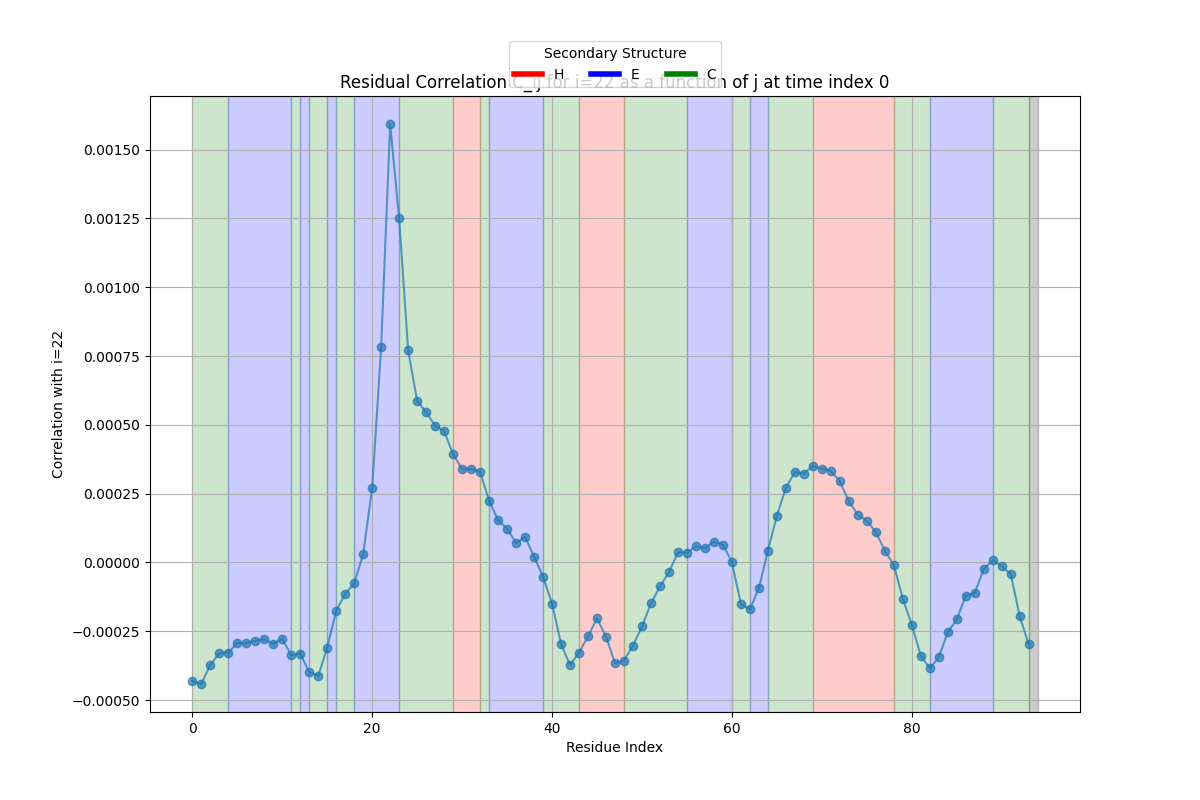 Secondary Structure
H E C
Residual Correlation C_ij for i=22 as a function of j at time index 0
0.00150
0.00125
0.00100
0.00075
0.00050
0.00025
0.00000
−0.00025
−0.00050
Correlation with i=22
0 20 40 60 80
Residue Index